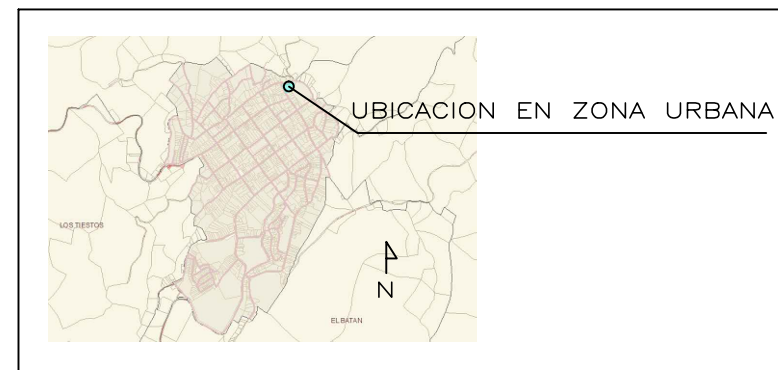 UBICACION EN ZONA URBANA
LOS TIESTOS
N
EL BATAN